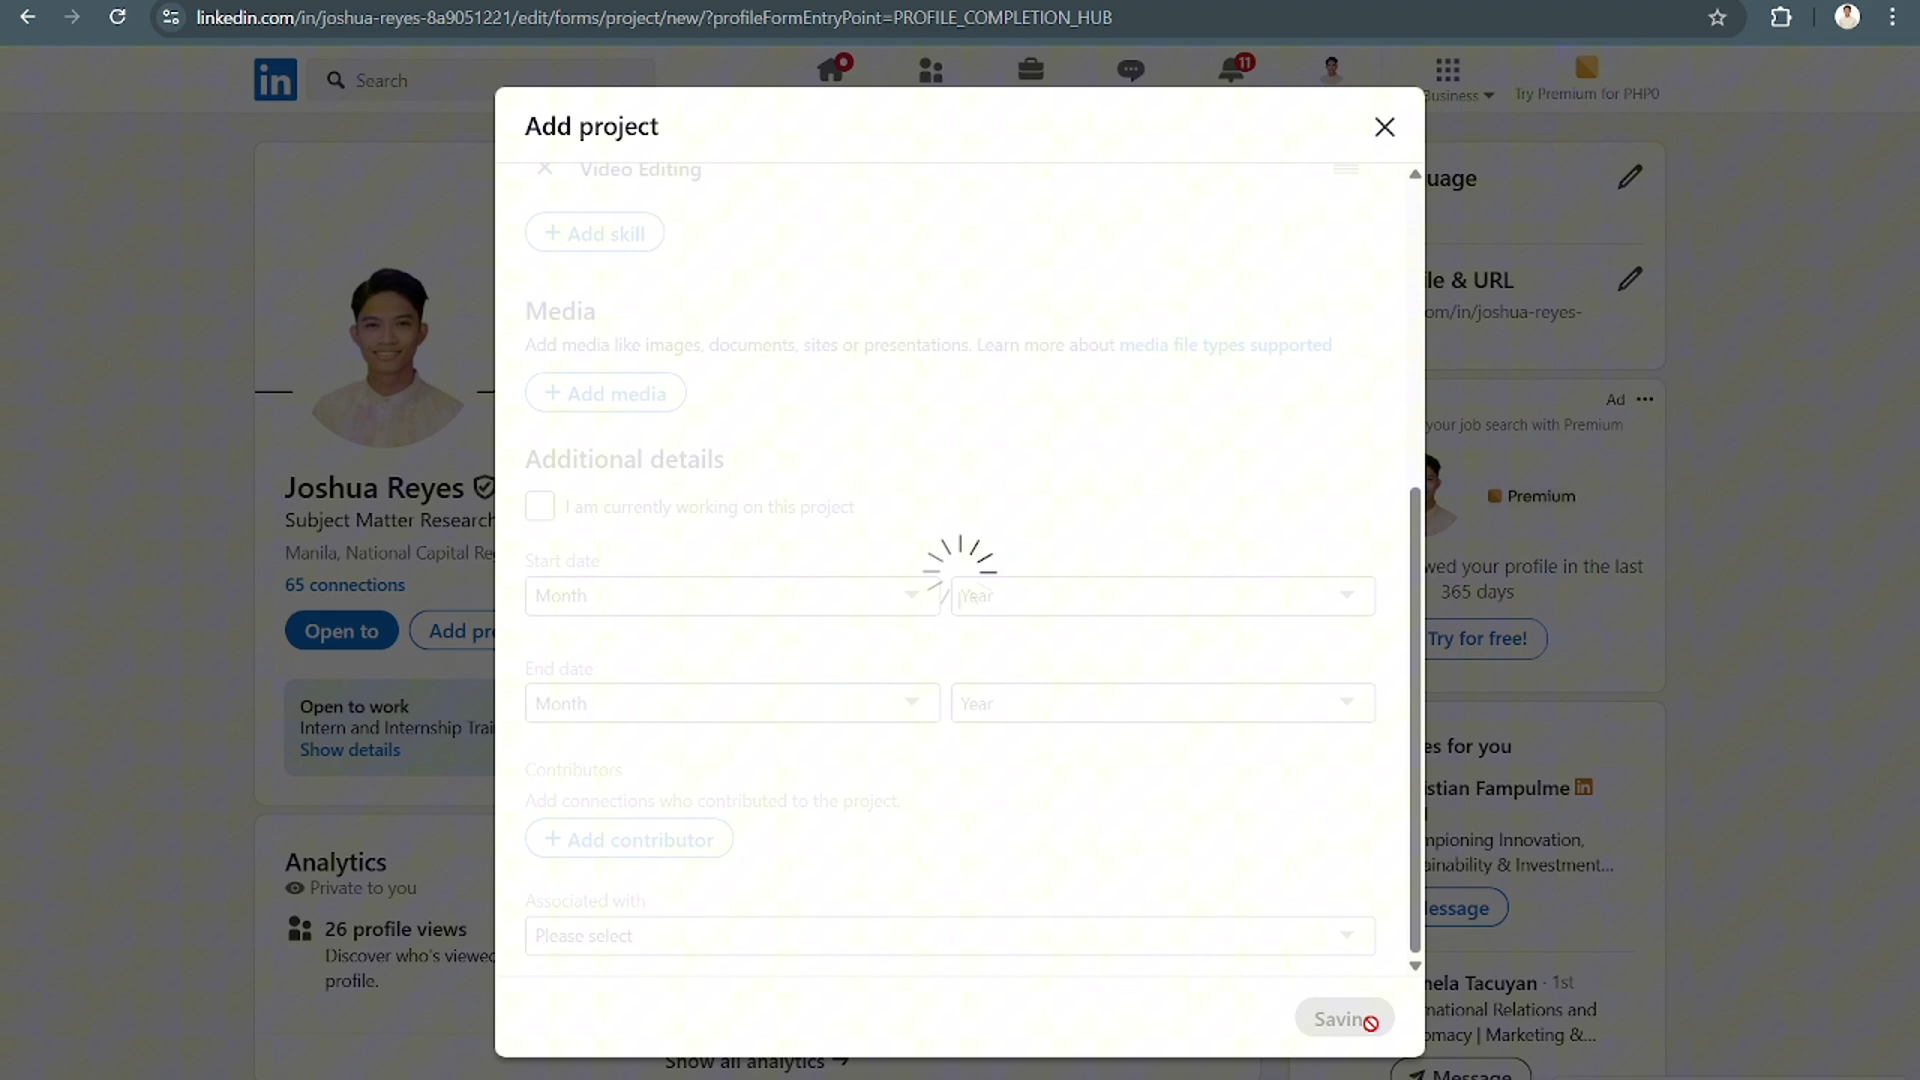 linkedin.com/in/joshua-reyes-8a9051221/edit/forms/project/new/?profileFormEntryPoint=PROFILE_COMPLETION_HUB
in
Search
11
Business
Try Premium for PHP0
Add project
Video Editing
+ Add skill
Media
Add media like images, documents, sites or presentations. Learn more about media file types supported
+ Add media
Additional details
I am currently working on this project
Start date
Month
Year
End date
Month
Year
Contributors
Add connections who contributed to the project.
+ Add contributor
Associated with
Please select
Saving
Joshua Reyes
Subject Matter Research
Manila, National Capital Re
65 connections
Open to
Add pr
Open to work
Intern and Internship Trai
Show details
Analytics
Private to you
26 profile views
Discover who's viewed
profile.
Show all analytics →
uage
ile & URL
om/in/joshua-reyes-
Ad
your job search with Premium
Premium
wed your profile in the last
365 days
Try for free!
es for you
stian Fampulme
mpioning Innovation,
ainability & Investment...
essage
nela Tacuyan · 1st
national Relations and
omacy | Marketing &...
Message